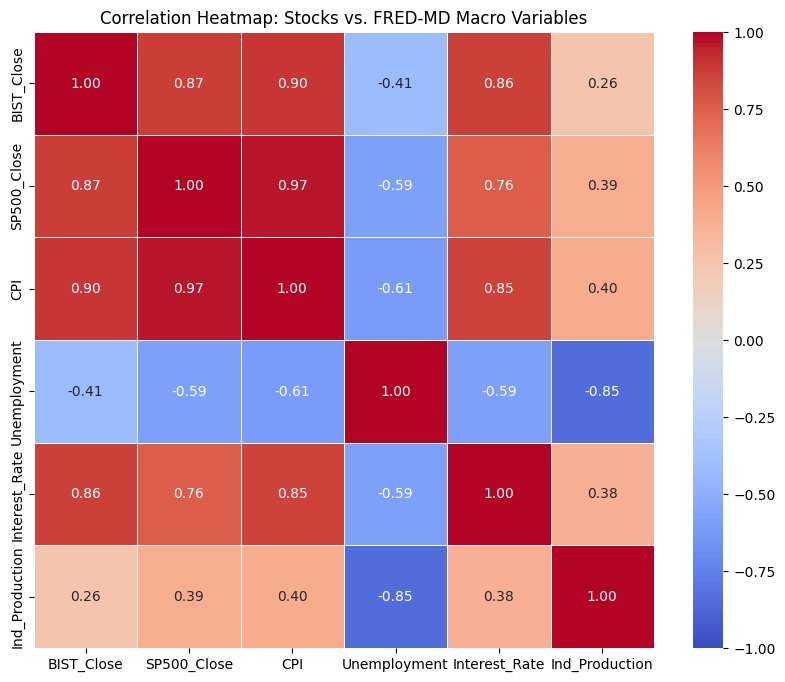 Correlation Heatmap: Stocks vs. FRED-MD Macro Variables
BIST_Close 1.00 0.87 0.90 -0.41 0.86 0.26
SP500_Close 0.87 1.00 0.97 -0.59 0.76 0.39
CPI 0.90 0.97 1.00 -0.61 0.85 0.40
Unemployment -0.41 -0.59 -0.61 1.00 -0.59 -0.85
Interest_Rate 0.86 0.76 0.85 -0.59 1.00 0.38
Ind_Production 0.26 0.39 0.40 -0.85 0.38 1.00
BIST_Close SP500_Close CPI Unemployment Interest_Rate Ind_Production
1.00
0.75
0.50
0.25
0.00
−0.25
−0.50
−0.75
−1.00